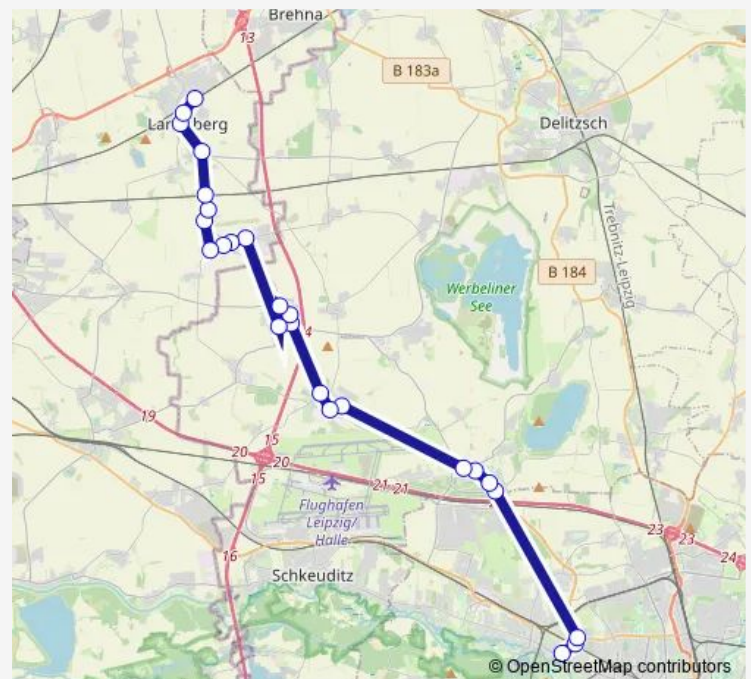 Brehna
13
B 183a
Landsberg
Delitzsch
Trebnitz-Leipzig
Werbeliner
See
B 184
4
19
15
20
20
15
21 21
Flughafen
Leipzig/
Halle
23
23
24
16
Schkeuditz
© OpenStreetMap contributors